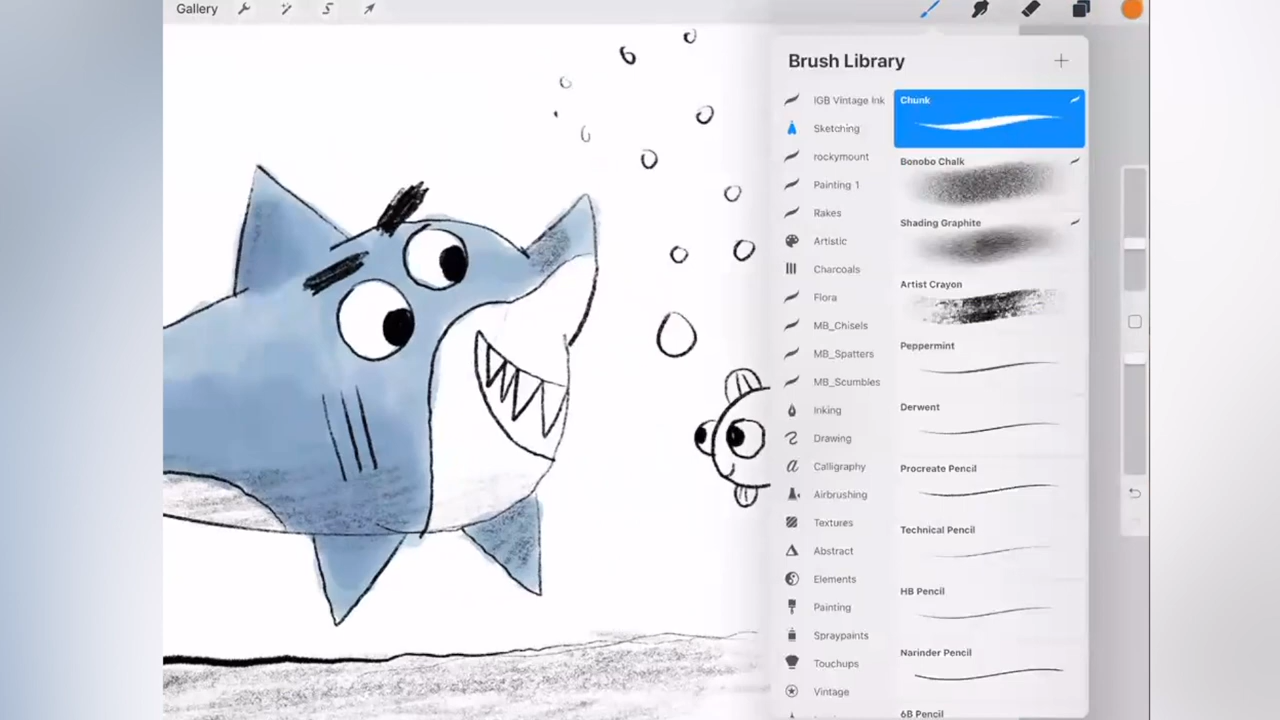 Gallery
Brush Library
IGB Vintage Ink
Sketching
rockymount
Painting 1
Rakes
Artistic
Charcoals
Flora
MB_Chisels
MB_Spatters
MB_Scumbles
Inking
Drawing
Calligraphy
Airbrushing
Textures
Abstract
Elements
Painting
Spraypaints
Touchups
Vintage
Chunk
Bonobo Chalk
Shading Graphite
Artist Crayon
Peppermint
Derwent
Procreate Pencil
Technical Pencil
HB Pencil
Narinder Pencil
6B Pencil